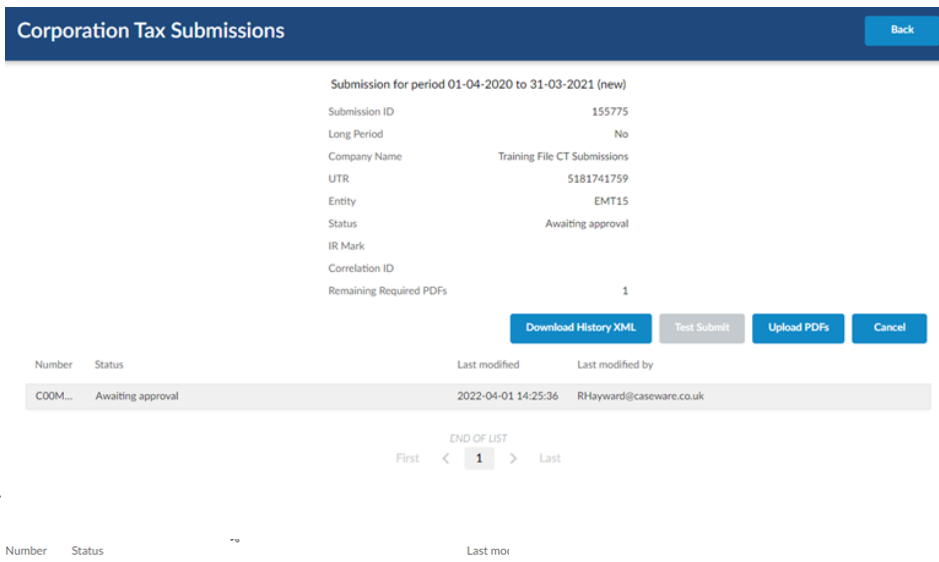 Corporation Tax Submissions Back
Submission for period 01-04-2020 to 31-03-2021 (new)
Submission ID 155775
Long Period No
Company Name Training File CT Submissions
UTR 5181741759
Entity EMT15
Status Awaiting approval
IR Mark
Correlation ID
Remaining Required PDFs 1
Download History XML Test Submit Upload PDFs Cancel
Number Status Last modified Last modified by
C00M... Awaiting approval 2022-04-01 14:25:36 RHayward@caseware.co.uk
END OF LIST
First < 1 > Last
Number Status Last mo